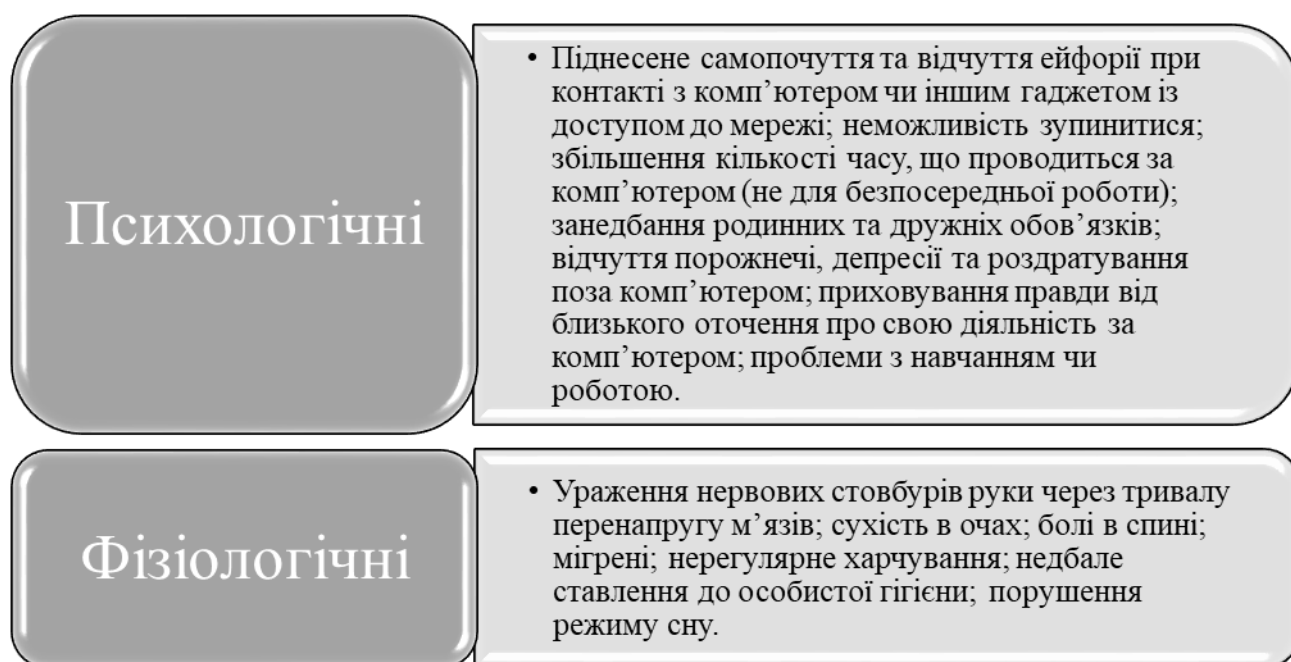 Психологічні
• Піднесене самопочуття та відчуття ейфорії при
контакті з комп’ютером чи іншим гаджетом із
доступом до мережі; неможливість зупинитися;
збільшення кількості часу, що проводиться за
комп’ютером (не для безпосередньої роботи);
занедбання родинних та дружніх обов’язків;
відчуття порожнечі, депресії та роздратування
поза комп’ютером; приховування правди від
близького оточення про свою діяльність за
комп’ютером; проблеми з навчанням чи
роботою.
Фізіологічні
• Ураження нервових стовбурів руки через тривалу
перенапругу м’язів; сухість в очах; болі в спині;
мігрені; нерегулярне харчування; недбале
ставлення до особистої гігієни; порушення
режиму сну.